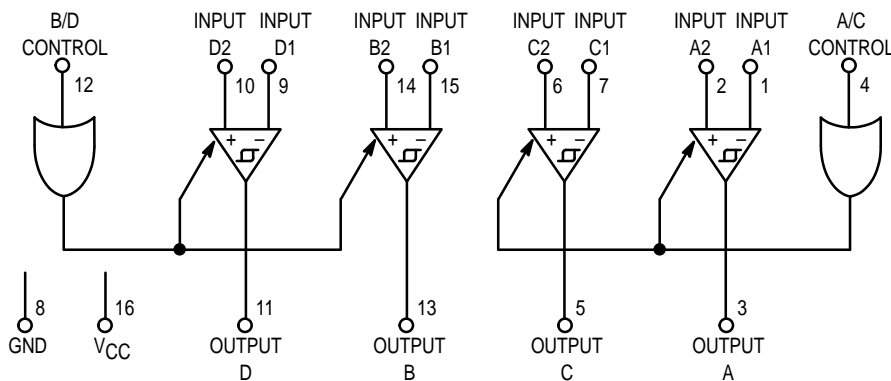 B/D INPUT INPUT INPUT INPUT INPUT INPUT INPUT INPUT A/C
CONTROL D2 D1 B2 B1 C2 C1 A2 A1 CONTROL
12 10 9 14 15 6 7 2 1 4
+ − + − + − + −
8 16 11 13 5 3
GND VCC OUTPUT OUTPUT OUTPUT OUTPUT
D B C A